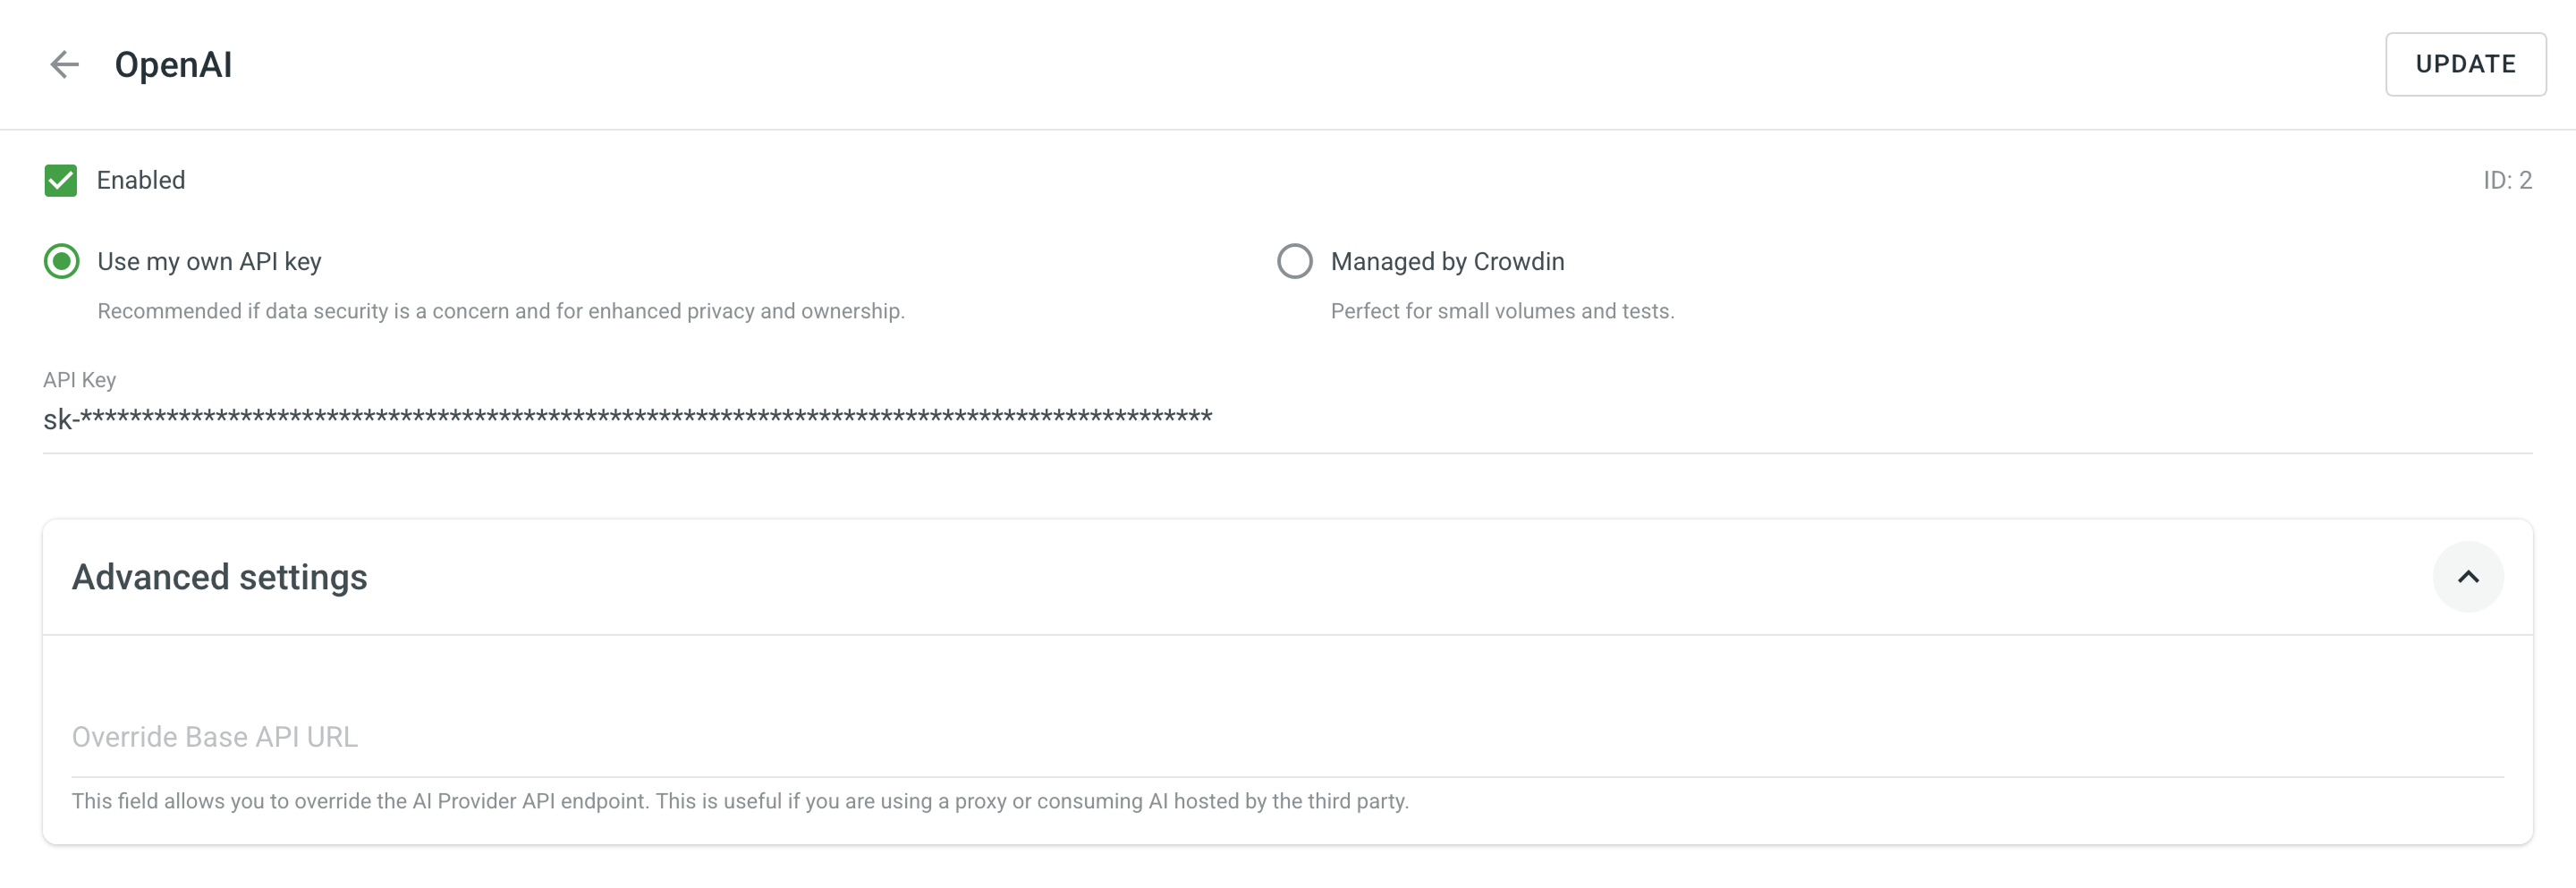 OpenAI
UPDATE
Enabled
ID: 2
Use my own API key
Managed by Crowdin
Recommended if data security is a concern and for enhanced privacy and ownership.
Perfect for small volumes and tests.
API Key
sk-********************************************************************************************
Advanced settings
Override Base API URL
This field allows you to override the AI Provider API endpoint. This is useful if you are using a proxy or consuming AI hosted by the third party.